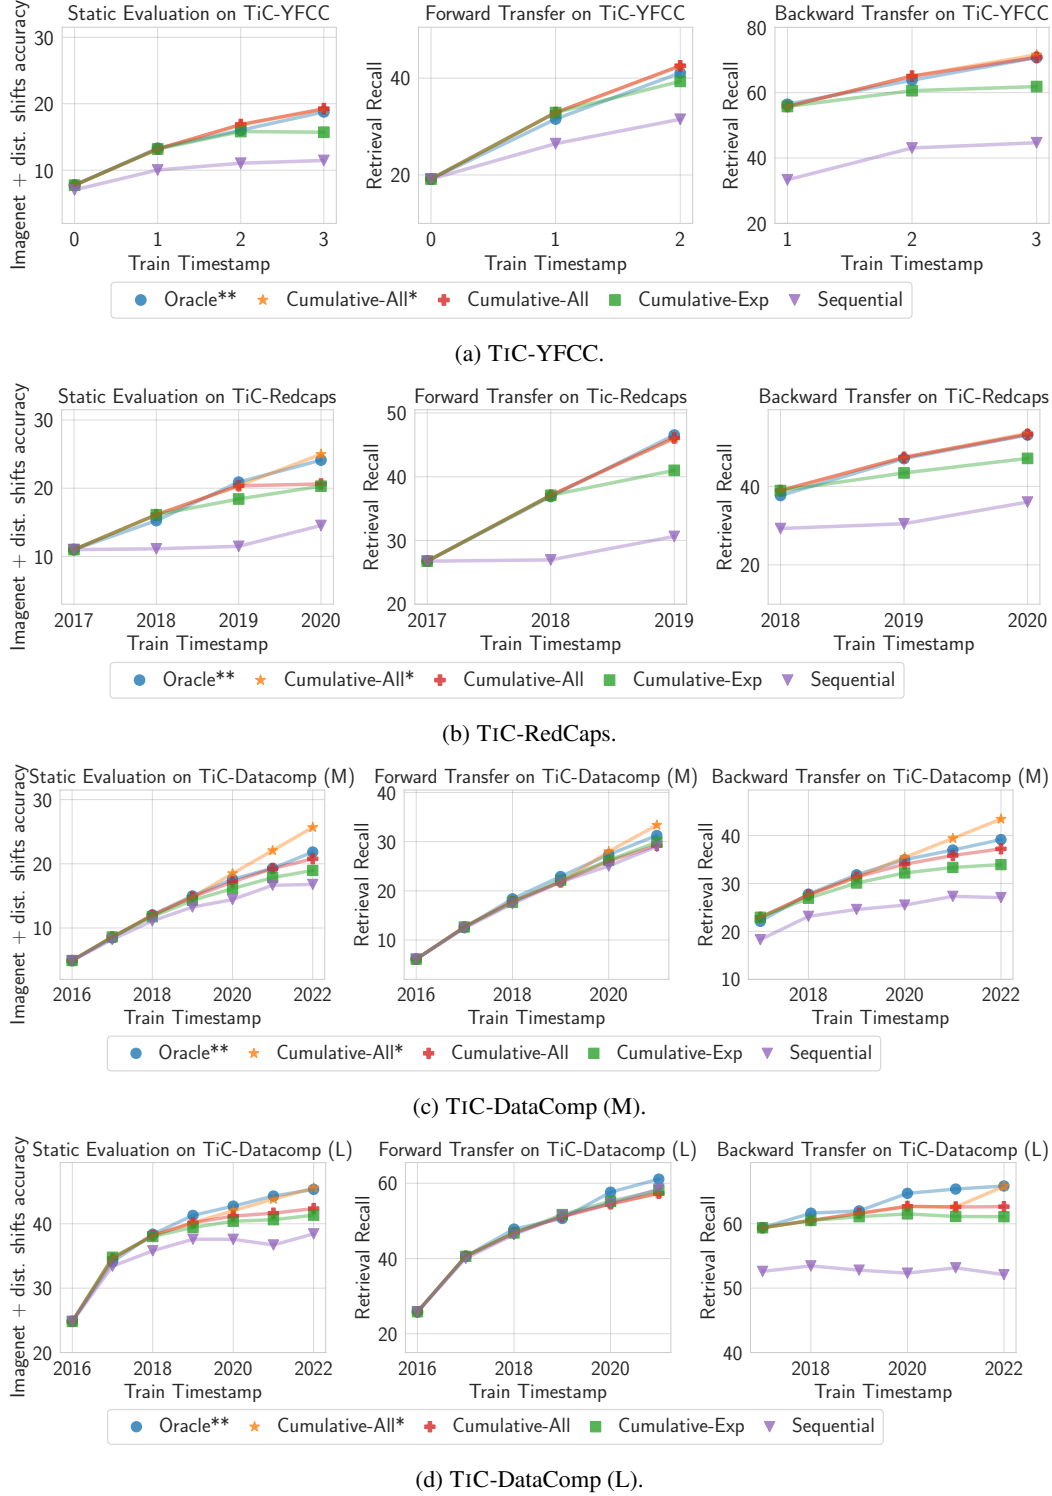 Static Evaluation on TiC-YFCC
Imagenet + dist. shifts accuracy
30
20
10
0 1 2 3
Train Timestamp
Forward Transfer on TiC-YFCC
Retrieval Recall
40
20
0 1 2
Train Timestamp
Backward Transfer on TiC-YFCC
Retrieval Recall
80
60
40
20
1 2 3
Train Timestamp
Oracle** Cumulative-All* Cumulative-All Cumulative-Exp Sequential
(a) TIC-YFCC.
Static Evaluation on TiC-Redcaps
Imagenet + dist. shifts accuracy
30
20
10
2017 2018 2019 2020
Train Timestamp
Forward Transfer on Tic-Redcaps
Retrieval Recall
50
40
30
20
2017 2018 2019
Train Timestamp
Backward Transfer on TiC-Redcaps
Retrieval Recall
40
20
2018 2019 2020
Train Timestamp
Oracle** Cumulative-All* Cumulative-All Cumulative-Exp Sequential
(b) TIC-RedCaps.
Static Evaluation on TiC-Datacomp (M)
Imagenet + dist. shifts accuracy
30
20
10
2016 2018 2020 2022
Train Timestamp
Forward Transfer on TiC-Datacomp (M)
Retrieval Recall
40
30
20
10
2016 2018 2020
Train Timestamp
Backward Transfer on TiC-Datacomp (M)
Retrieval Recall
40
30
20
10
2018 2020 2022
Train Timestamp
Oracle** Cumulative-All* Cumulative-All Cumulative-Exp Sequential
(c) TIC-DataComp (M).
Static Evaluation on TiC-Datacomp (L)
Imagenet + dist. shifts accuracy
40
30
20
2016 2018 2020 2022
Train Timestamp
Forward Transfer on TiC-Datacomp (L)
Retrieval Recall
60
40
20
2016 2018 2020
Train Timestamp
Backward Transfer on TiC-Datacomp (L)
Retrieval Recall
60
50
40
2018 2020 2022
Train Timestamp
Oracle** Cumulative-All* Cumulative-All Cumulative-Exp Sequential
(d) TIC-DataComp (L).